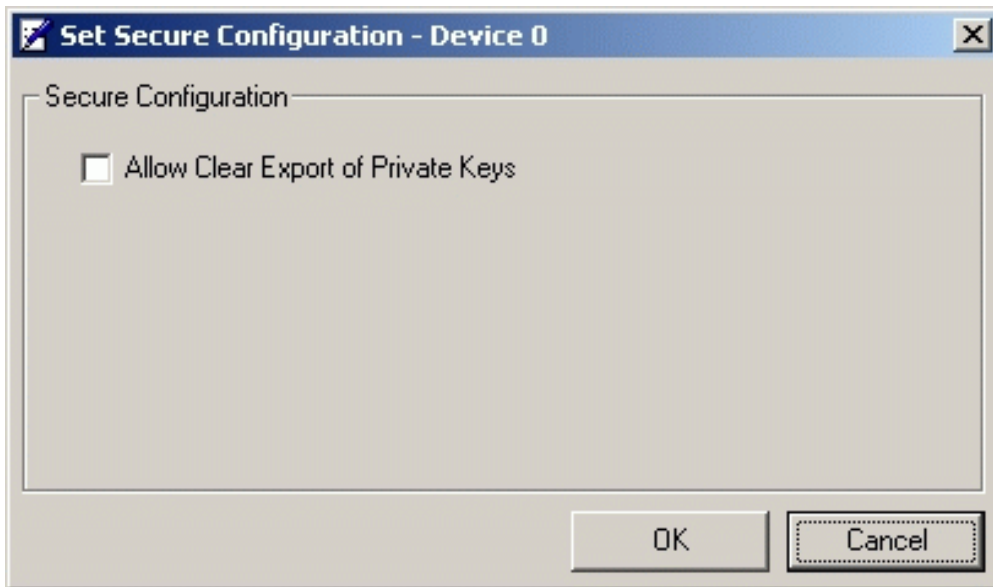 Set Secure Configuration - Device 0
Secure Configuration
Allow Clear Export of Private Keys
OK
Cancel